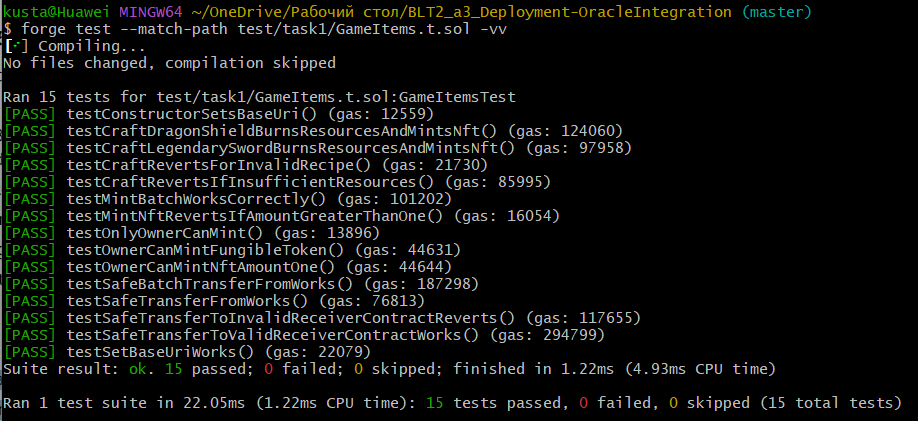 kusta@Huawei MINGW64 ~/OneDrive/Рабочий стол/BLT2_a3_Deployment-OracleIntegration (master)
$ forge test --match-path test/task1/GameItems.t.sol -vv
[⠊] Compiling...
No files changed, compilation skipped

Ran 15 tests for test/task1/GameItems.t.sol:GameItemsTest
[PASS] testConstructorSetsBaseUri() (gas: 12559)
[PASS] testCraftDragonShieldBurnsResourcesAndMintsNft() (gas: 124060)
[PASS] testCraftLegendarySwordBurnsResourcesAndMintsNft() (gas: 97958)
[PASS] testCraftRevertsForInvalidRecipe() (gas: 21730)
[PASS] testCraftRevertsIfInsufficientResources() (gas: 85995)
[PASS] testMintBatchWorksCorrectly() (gas: 101202)
[PASS] testMintNftRevertsIfAmountGreaterThanOne() (gas: 16054)
[PASS] testOnlyOwnerCanMint() (gas: 13896)
[PASS] testOwnerCanMintFungibleToken() (gas: 44631)
[PASS] testOwnerCanMintNftAmountOne() (gas: 44644)
[PASS] testSafeBatchTransferFromWorks() (gas: 187298)
[PASS] testSafeTransferFromWorks() (gas: 76813)
[PASS] testSafeTransferToInvalidReceiverContractReverts() (gas: 117655)
[PASS] testSafeTransferToValidReceiverContractWorks() (gas: 294799)
[PASS] testSetBaseUriWorks() (gas: 22079)
Suite result: ok. 15 passed; 0 failed; 0 skipped; finished in 1.22ms (4.93ms CPU time)

Ran 1 test suite in 22.05ms (1.22ms CPU time): 15 tests passed, 0 failed, 0 skipped (15 total tests)